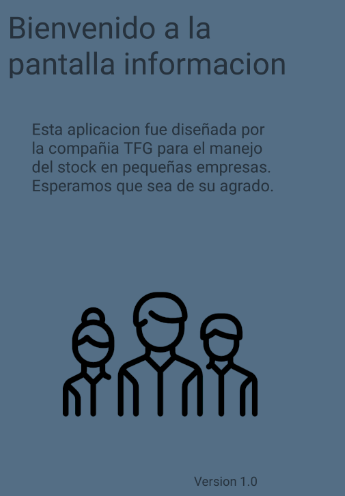 Bienvenido a la
pantalla informacion
Esta aplicacion fue diseñada por
la compañia TFG para el manejo
del stock en pequeñas empresas.
Esperamos que sea de su agrado.
Version 1.0